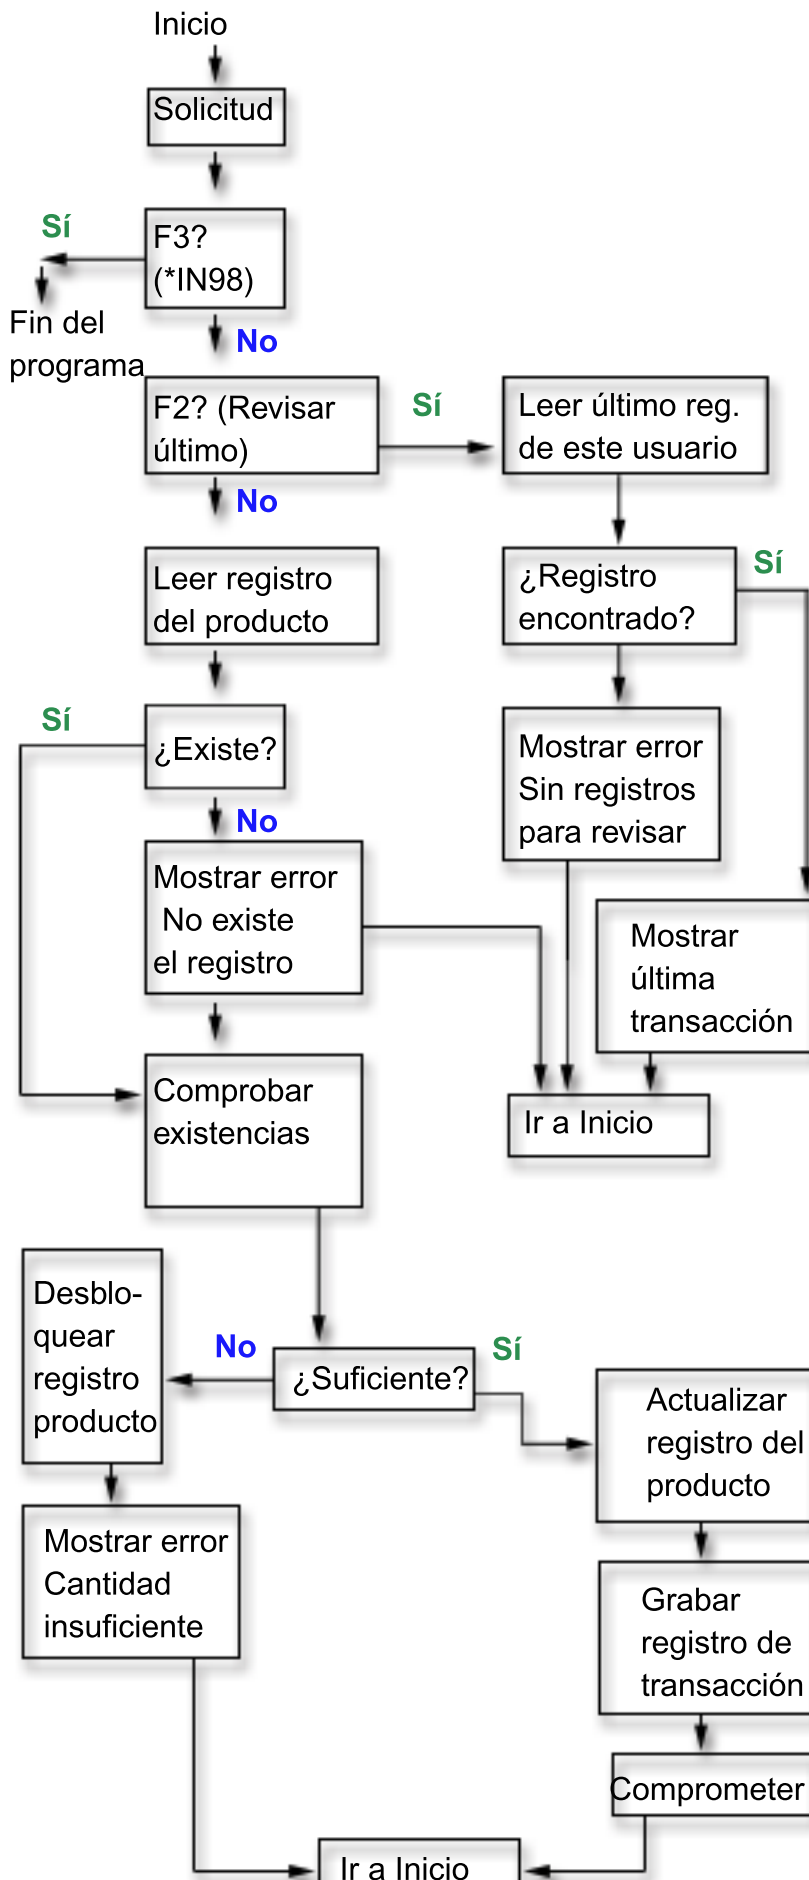 Inicio
Solicitud
Sí
F3?
(*IN98)
Fin del
programa
No
F2? (Revisar
último)
Sí
Leer último reg.
de este usuario
No
Leer registro
del producto
¿Registro
encontrado?
Sí
Sí
¿Existe?
No
Mostrar error
Sin registros
para revisar
Mostrar error
No existe
el registro
Mostrar
última
transacción
Comprobar
existencias
Ir a Inicio
Desblo-
quear
registro
producto
No
¿Suficiente?
Sí
Actualizar
registro del
producto
Mostrar error
Cantidad
insuficiente
Grabar
registro de
transacción
Comprometer
Ir a Inicio